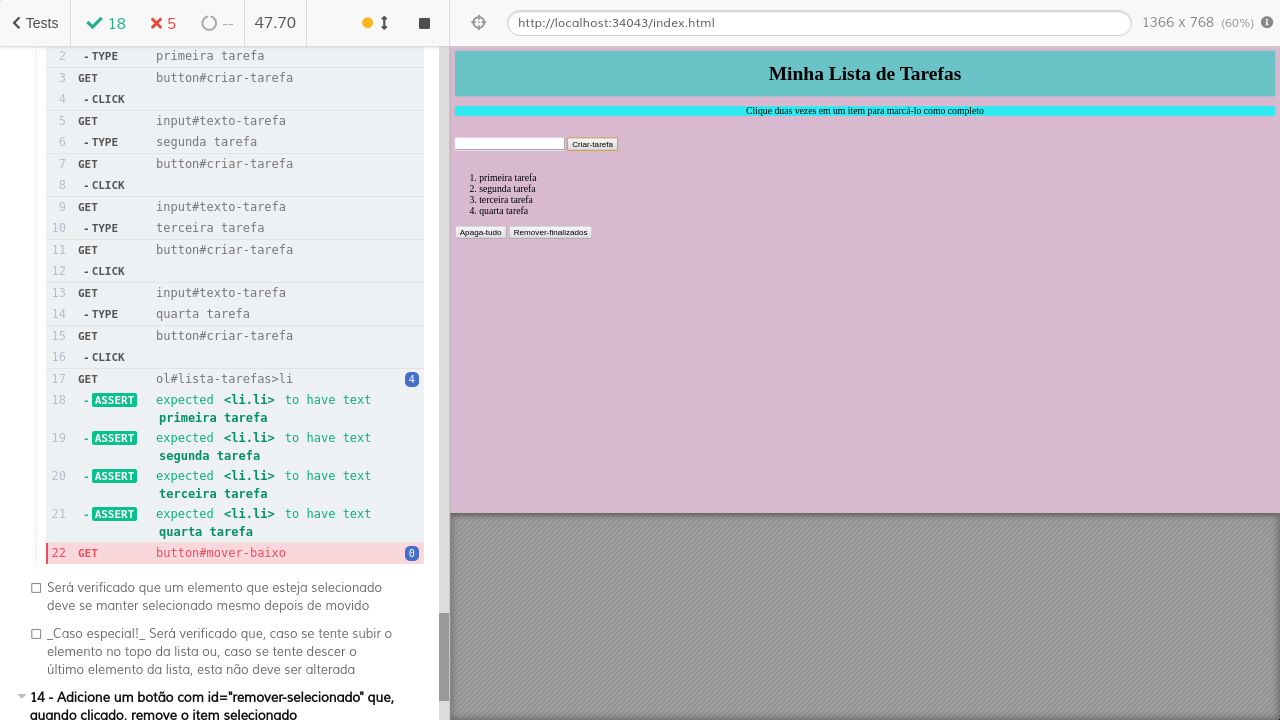 Tests 18 5 -- 47.70
http://localhost:34043/index.html 1366 x 768 (60%)
2 - TYPE primeira tarefa
3 GET button#criar-tarefa
4 - CLICK
5 GET input#texto-tarefa
6 - TYPE segunda tarefa
7 GET button#criar-tarefa
8 - CLICK
9 GET input#texto-tarefa
10 - TYPE terceira tarefa
11 GET button#criar-tarefa
12 - CLICK
13 GET input#texto-tarefa
14 - TYPE quarta tarefa
15 GET button#criar-tarefa
16 - CLICK
17 GET ol#lista-tarefas>li 4
18 - ASSERT expected <li.li> to have text
primeira tarefa
19 - ASSERT expected <li.li> to have text
segunda tarefa
20 - ASSERT expected <li.li> to have text
terceira tarefa
21 - ASSERT expected <li.li> to have text
quarta tarefa
22 GET button#mover-baixo 0
Será verificado que um elemento que esteja selecionado
deve se manter selecionado mesmo depois de movido
_Caso especial!_ Será verificado que, caso se tente subir o
elemento no topo da lista ou, caso se tente descer o
último elemento da lista, esta não deve ser alterada
14 - Adicione um botão com id="remover-selecionado" que,
quando clicado, remove o item selecionado
Minha Lista de Tarefas
Clique duas vezes em um item para marcá-lo como completo
Criar-tarefa
1. primeira tarefa
2. segunda tarefa
3. terceira tarefa
4. quarta tarefa
Apaga-tudo Remover-finalizados